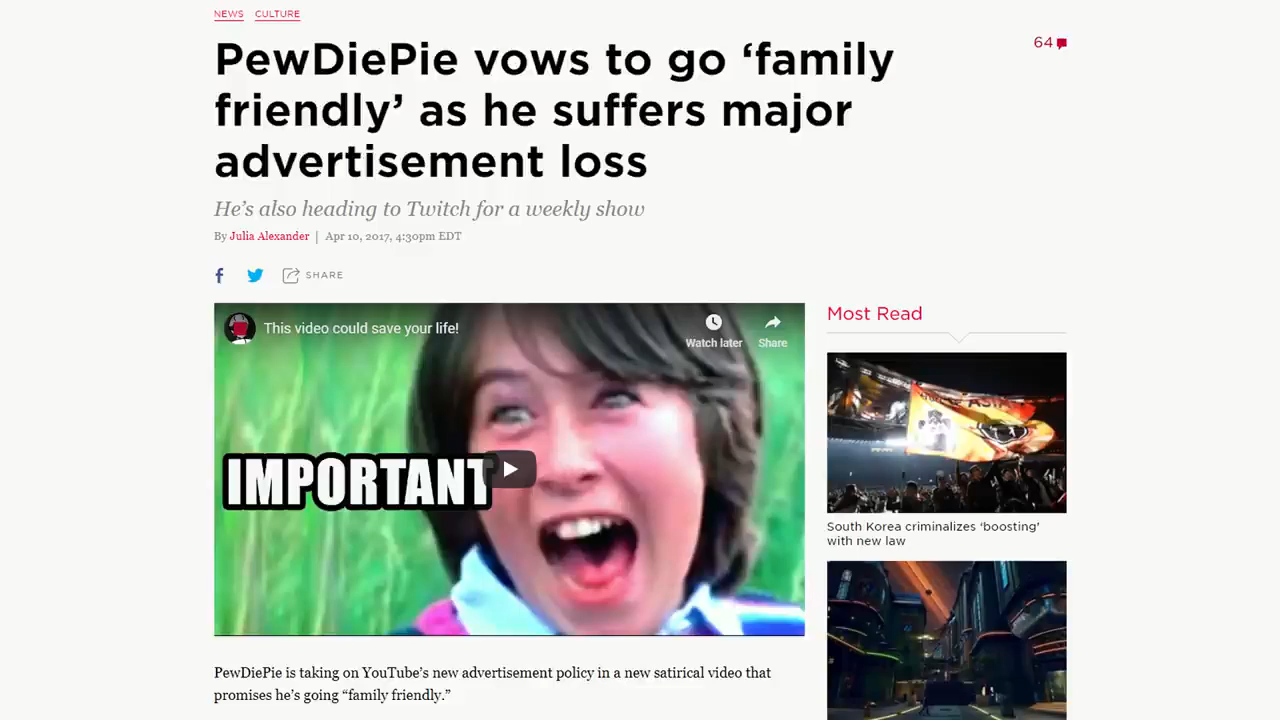 NEWS CULTURE
PewDiePie vows to go ‘family
friendly’ as he suffers major
advertisement loss
64
He’s also heading to Twitch for a weekly show
By Julia Alexander | Apr 10, 2017, 4:30pm EDT
SHARE
This video could save your life!
Watch later
Share
IMPORTANT
Most Read
South Korea criminalizes ‘boosting’
with new law
PewDiePie is taking on YouTube’s new advertisement policy in a new satirical video that
promises he’s going “family friendly.”